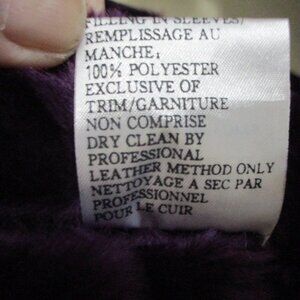 FILLING IN SLEEVES/
REMPLISSAGE AU
MANCHE,
100% POLYESTER
EXCLUSIVE OF
TRIM/GARNITURE
NON COMPRISE
DRY CLEAN BY
PROFESSIONAL
LEATHER METHOD ONLY
NETTOYAGE A SEC PAR
PROFESSIONNEL
POUR LE CUIR